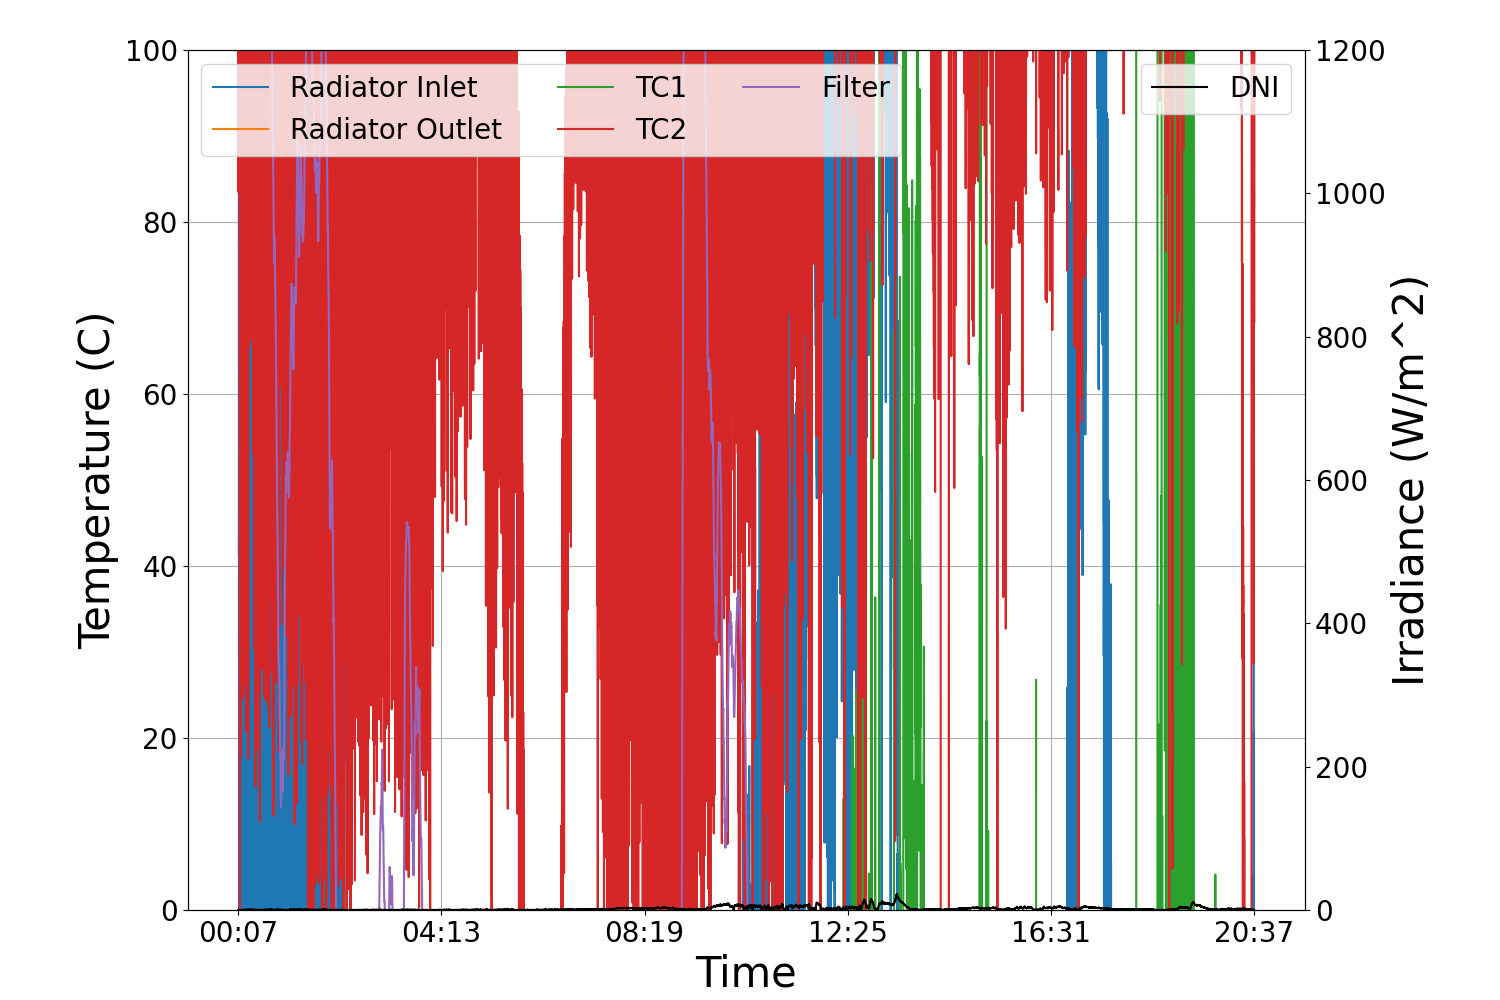 Radiator Inlet
Radiator Outlet
TC1
TC2
Filter
DNI
100
80
60
40
20
0
Temperature (C)
1200
1000
800
600
400
200
0
Irradiance (W/m^2)
00:07 04:13 08:19 12:25 16:31 20:37
Time